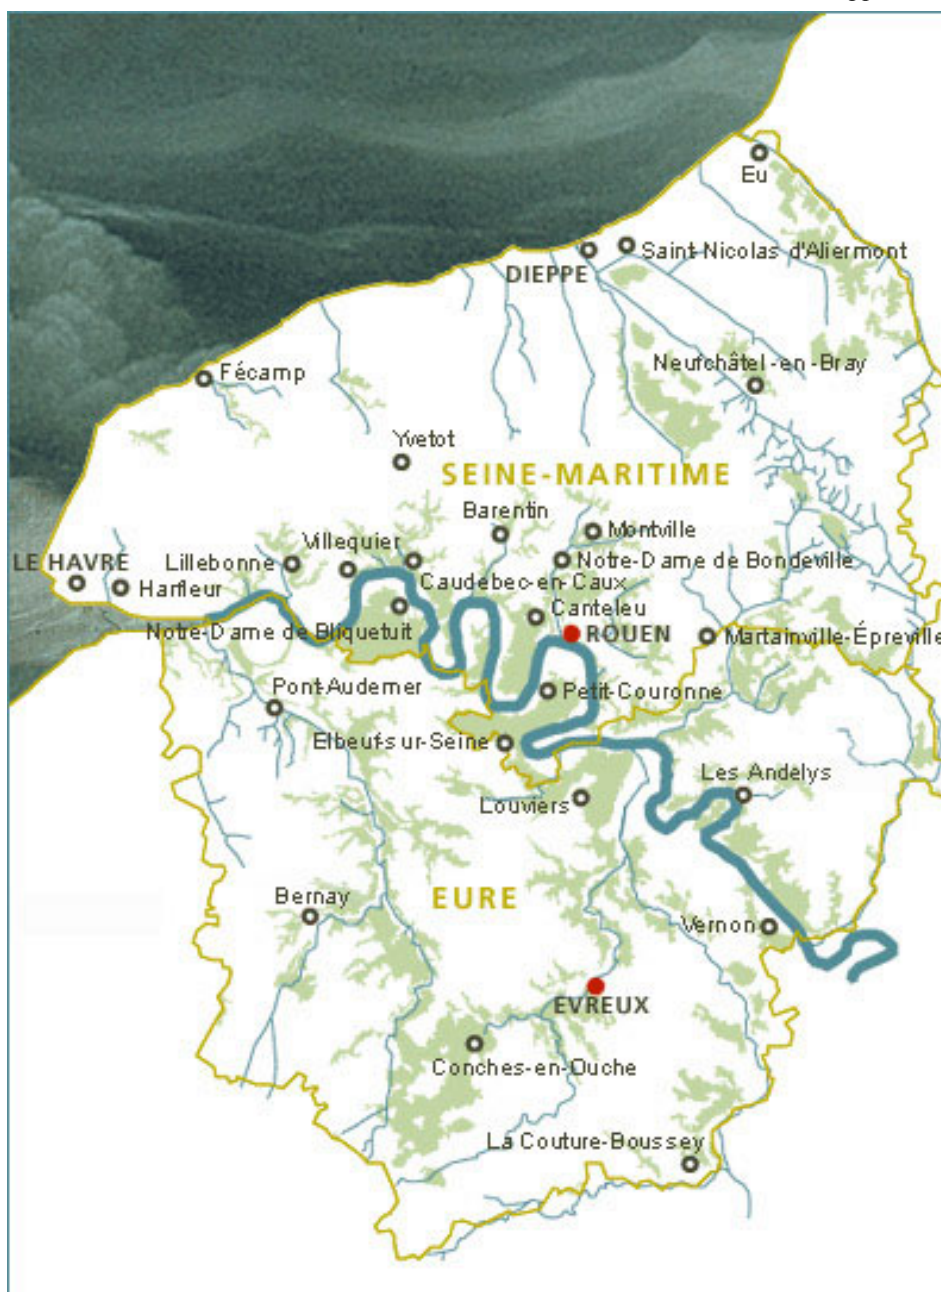 Eu
Saint-Nicolas d'Aliermont
DIEPPE
Neufchâtel-en-Bray
Fécamp
Yvetot
SEINE-MARITIME
Barentin
Montville
Villequier
LE HAVRE
Lillebonne
Notre-Dame de Bondeville
Harfleur
Caudebec-en-Caux
Canteleu
Notre-Dame de Bliquetuit
ROUEN
Martainville-Épreville
Pont-Audemer
Petit-Couronne
Elbeuf-sur-Seine
Les Andelys
Louviers
Bernay
EURE
Vernon
EVREUX
Conches-en-Ouche
La Couture-Boussey